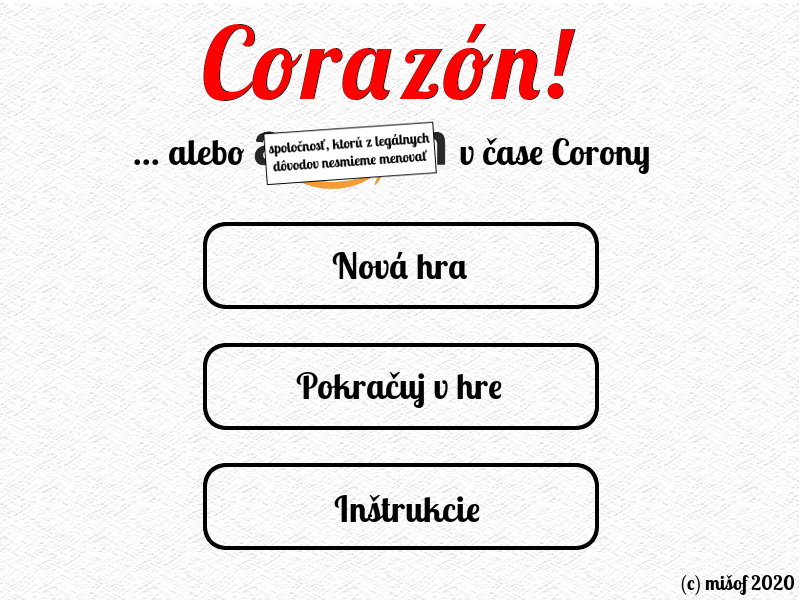 Corazón!
... alebo spoločnosť, ktorú z legálnych
dôvodov nesmieme menovať v čase Corony
Nová hra
Pokračuj v hre
Inštrukcie
(c) mišof 2020